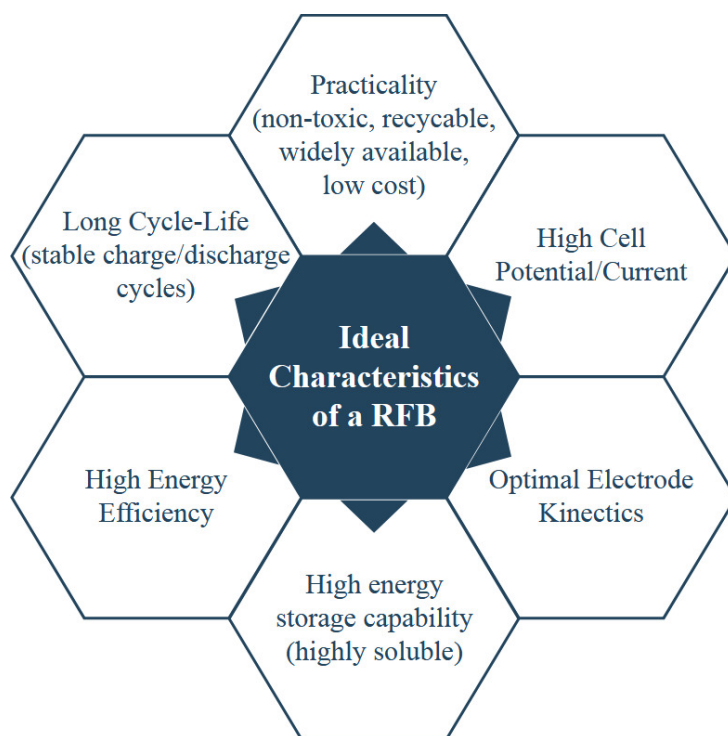 Practicality
(non-toxic, recycable,
widely available,
low cost)
Long Cycle-Life
(stable charge/discharge
cycles)
High Cell
Potential/Current
Ideal
Characteristics
of a RFB
High Energy
Efficiency
Optimal Electrode
Kinectics
High energy
storage capability
(highly soluble)